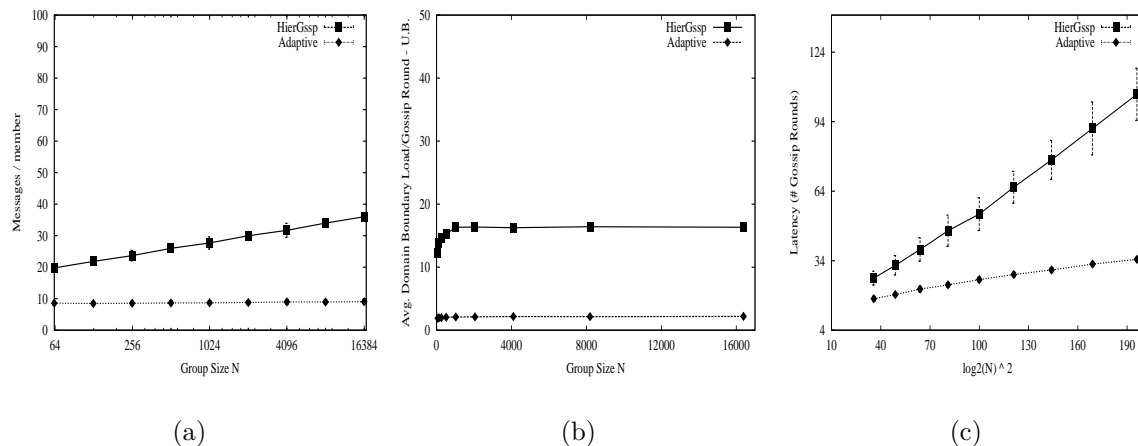 Messages / member
100
90
80
70
60
50
40
30
20
10
0
64
256
1024
4096
16384
Group Size N
HierGssp
Adaptive
(a)
Avg. Domain Boundary Load/Gossip Round - U.B.
50
40
30
20
10
0
0
4000
8000
12000
16000
Group Size N
HierGssp
Adaptive
(b)
Latency (# Gossip Rounds)
124
94
64
34
4
10
40
70
100
130
160
190
log2(N) ^ 2
HierGssp
Adaptive
(c)